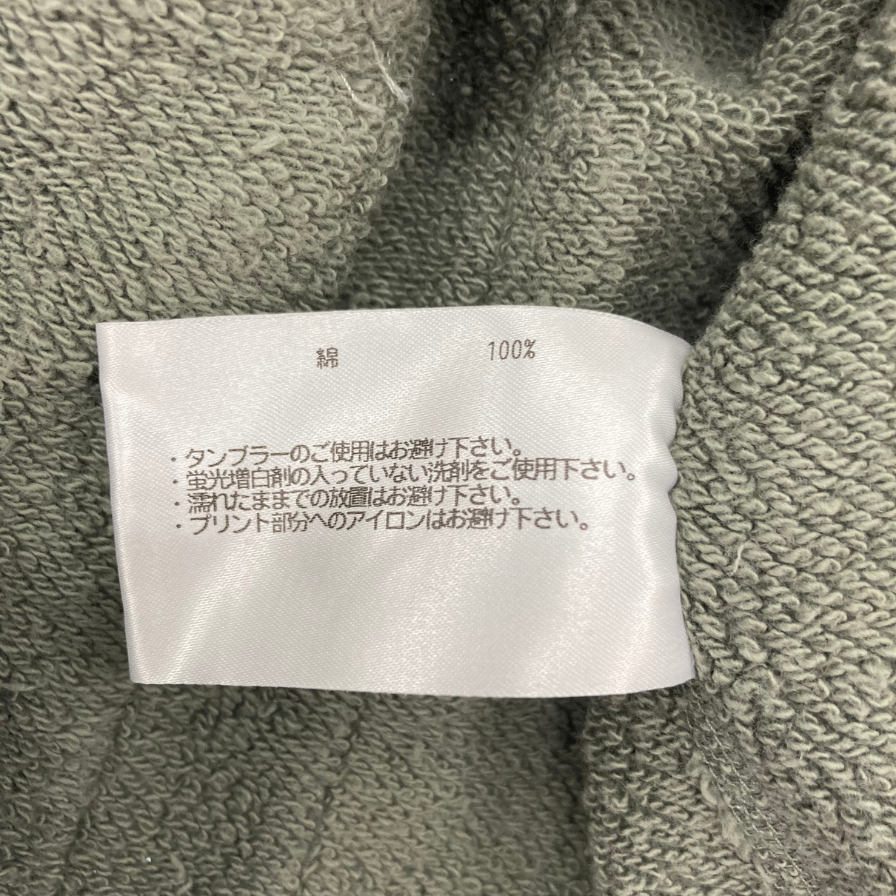 綿 100%
・タンブラーのご使用はお避け下さい。
・蛍光増白剤の入っていない洗剤をご使用下さい。
・濡れたままでの放置はお避け下さい。
・プリント部分へのアイロンはお避け下さい。